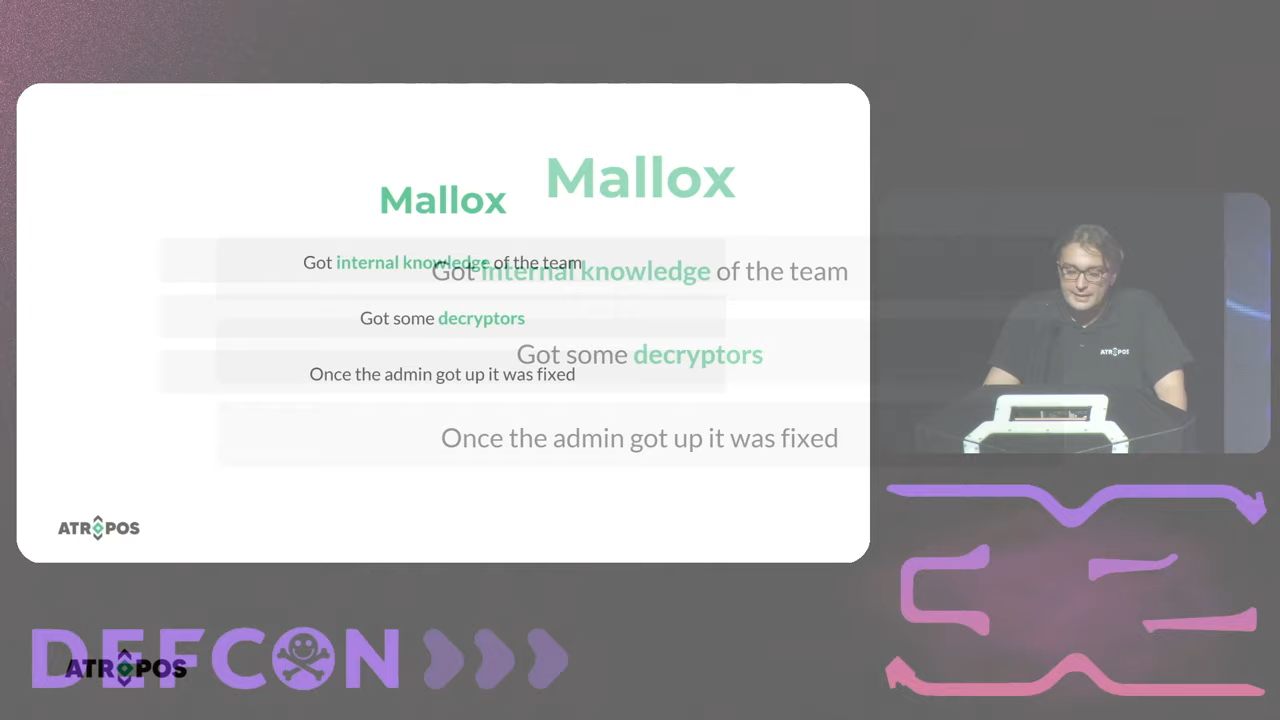 Mallox
Got internal knowledge of the team
Got some decryptors
Once the admin got up it was fixed
ATROPOS
Mallox
Got internal knowledge of the team
Got some decryptors
Once the admin got up it was fixed
ATROPOS
DEFCON
ATROPOS